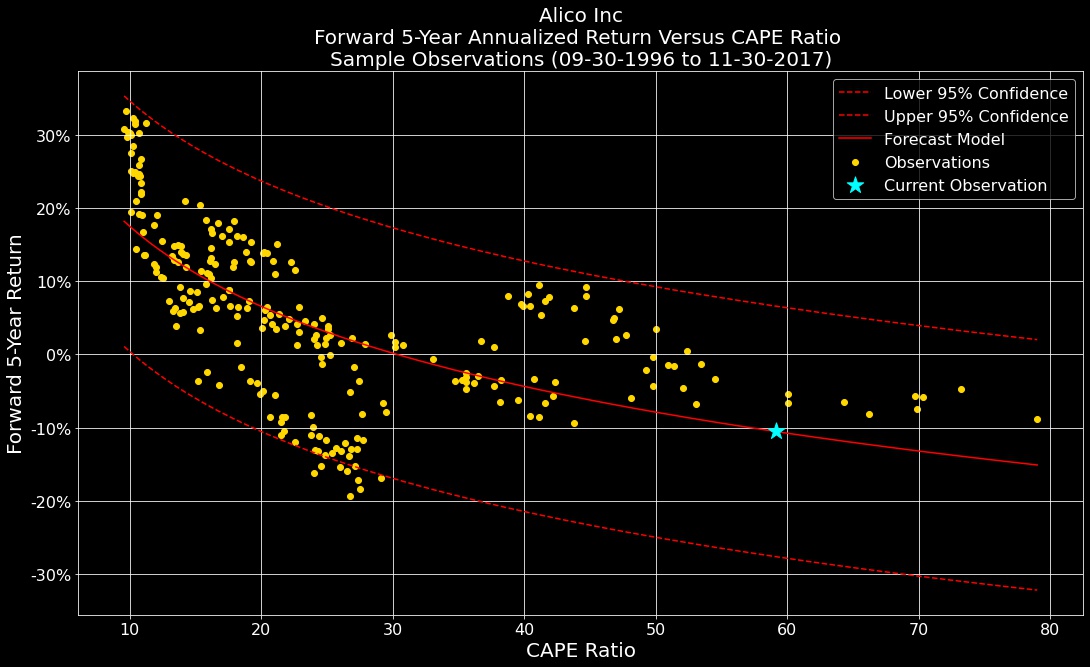 Alico Inc
Forward 5-Year Annualized Return Versus CAPE Ratio
Sample Observations (09-30-1996 to 11-30-2017)
Lower 95% Confidence
Upper 95% Confidence
Forecast Model
Observations
Current Observation
Forward 5-Year Return
30%
20%
10%
0%
-10%
-20%
-30%
10 20 30 40 50 60 70 80
CAPE Ratio